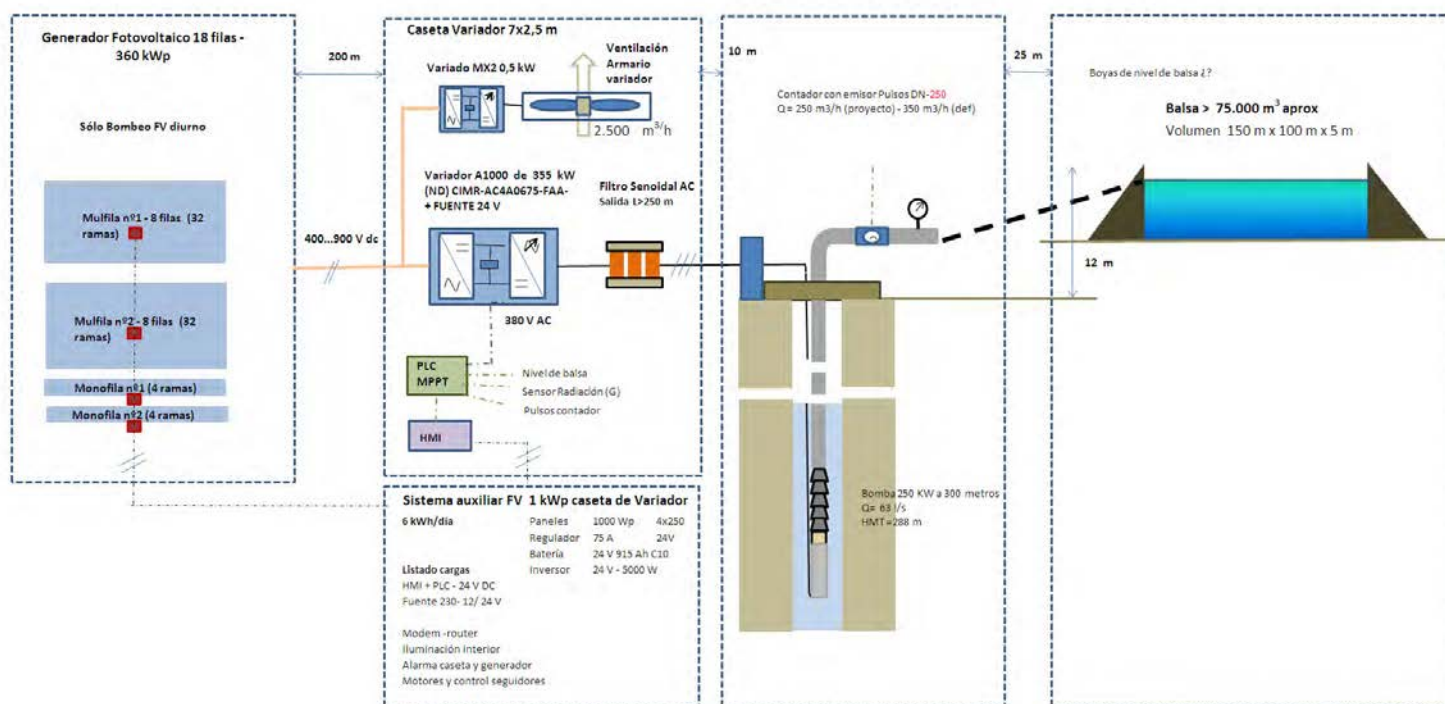 Generador Fotovoltaico 18 filas -
360 kWp
Sólo Bombeo FV diurno
Mulfila nº1 - 8 filas (32
ramas)
Mulfila nº2 - 8 filas (32
ramas)
Monofila nº1 (4 ramas)
Monofila nº2 (4 ramas)
200 m
400...900 V dc
Caseta Variador 7x2,5 m
Variado MX2 0,5 kW
Ventilación
Armario
variador
2.500 m³/h
Variador A1000 de 355 kW
(ND) CIMR-AC4A0675-FAA-
+ FUENTE 24 V
Filtro Senoidal AC
Salida L>250 m
380 V AC
PLC
MPPT
Nivel de balsa
Sensor Radiación (G)
Pulsos contador
HMI
Sistema auxiliar FV 1 kWp caseta de Variador
6 kWh/día
Paneles 1000 Wp 4x250
Regulador 75 A 24V
Batería 24 V 915 Ah C10
Inversor 24 V - 5000 W
Listado cargas
HMI + PLC - 24 V DC
Fuente 230- 12/ 24 V
Modem -router
Iluminación interior
Alarma caseta y generador
Motores y control seguidores
10 m
Contador con emisor Pulsos DN-250
Q= 250 m3/h (proyecto) - 350 m3/h (def)
Bomba 250 KW a 300 metros
Q= 63 l/s
HMT=288 m
25 m
Boyas de nivel de balsa ¿?
Balsa > 75.000 m³ aprox
Volumen 150 m x 100 m x 5 m
12 m